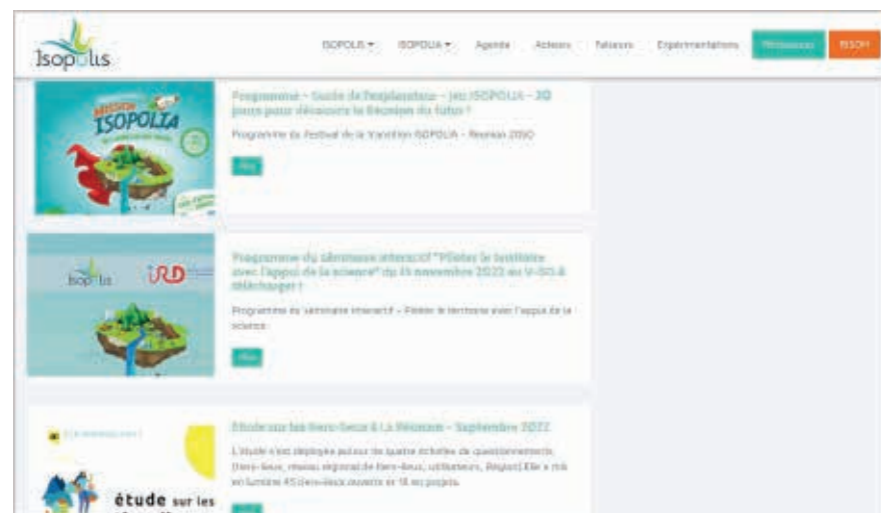 Isopolis
ISOPOLIS ISOPOLIA Agenda Acteurs Faiseurs Expérimentations Ressources
MISSION
ISOPOLIA
Programme - Guide de l'explorateur - Jeu ISOPOLIA - 20
jours pour découvrir la Réunion du futur !
Programme du Festival de la transition ISOPOLIA - Réunion 2050
Isopolis IRD
Programme du séminaire interactif "Piloter le territoire
avec l'appui de la science" du 14 novembre 2022 au
télécharger !
Programme du séminaire interactif - Piloter le territoire avec l'appui de la
science
Étude sur les tiers-lieux à La Réunion - Septembre 2022
L'étude s'est déployée autour de quatre échelles de questionnements
(tiers-lieux, réseau régional de tiers-lieux, utilisateurs, Région) Elle a mis
en lumière 45 tiers-lieux ouverts et 18 en projets.
étude sur les